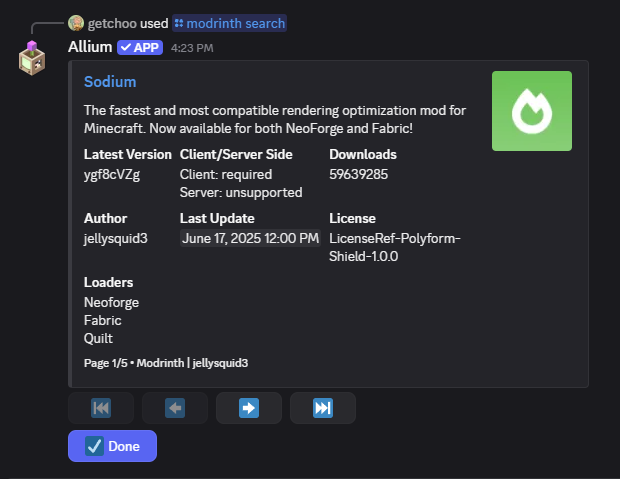 getchoo used modrinth search
Allium ✓ APP 4:23 PM
Sodium
The fastest and most compatible rendering optimization mod for
Minecraft. Now available for both NeoForge and Fabric!
Latest Version Client/Server Side Downloads
ygf8cVZg Client: required 59639285
Server: unsupported
Author Last Update License
jellysquid3 June 17, 2025 12:00 PM LicenseRef-Polyform-
Shield-1.0.0
Loaders
Neoforge
Fabric
Quilt
Page 1/5 • Modrinth | jellysquid3
Done